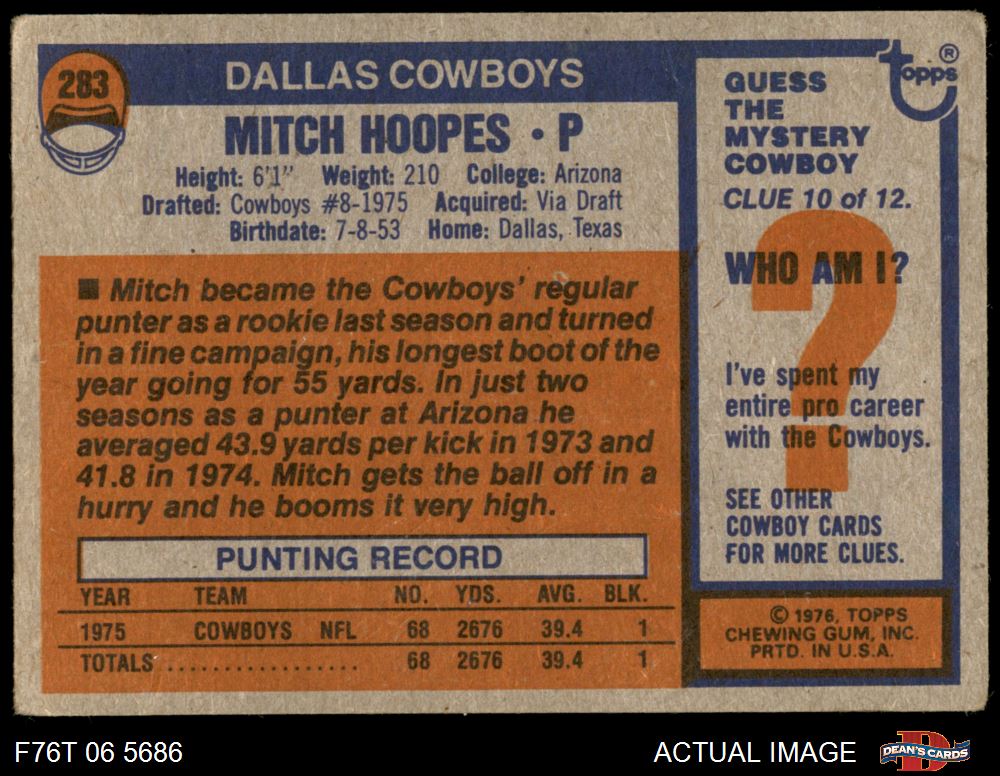 283
DALLAS COWBOYS
MITCH HOOPES · P
Height: 6'1" Weight: 210 College: Arizona
Drafted: Cowboys #8-1975 Acquired: Via Draft
Birthdate: 7-8-53 Home: Dallas, Texas
■ Mitch became the Cowboys' regular
punter as a rookie last season and turned
in a fine campaign, his longest boot of the
year going for 55 yards. In just two
seasons as a punter at Arizona he
averaged 43.9 yards per kick in 1973 and
41.8 in 1974. Mitch gets the ball off in a
hurry and he booms it very high.
PUNTING RECORD
YEAR TEAM NO. YDS. AVG. BLK.
1975 COWBOYS NFL 68 2676 39.4 1
TOTALS.................. 68 2676 39.4 1
topps®
GUESS
THE
MYSTERY
COWBOY
CLUE 10 of 12.
WHO AM I?
?
I've spent my
entire pro career
with the Cowboys.
SEE OTHER
COWBOY CARDS
FOR MORE CLUES.
© 1976, TOPPS
CHEWING GUM, INC.
PRTD. IN U.S.A.
F76T 06 5686
ACTUAL IMAGE
D
DEAN'S CARDS